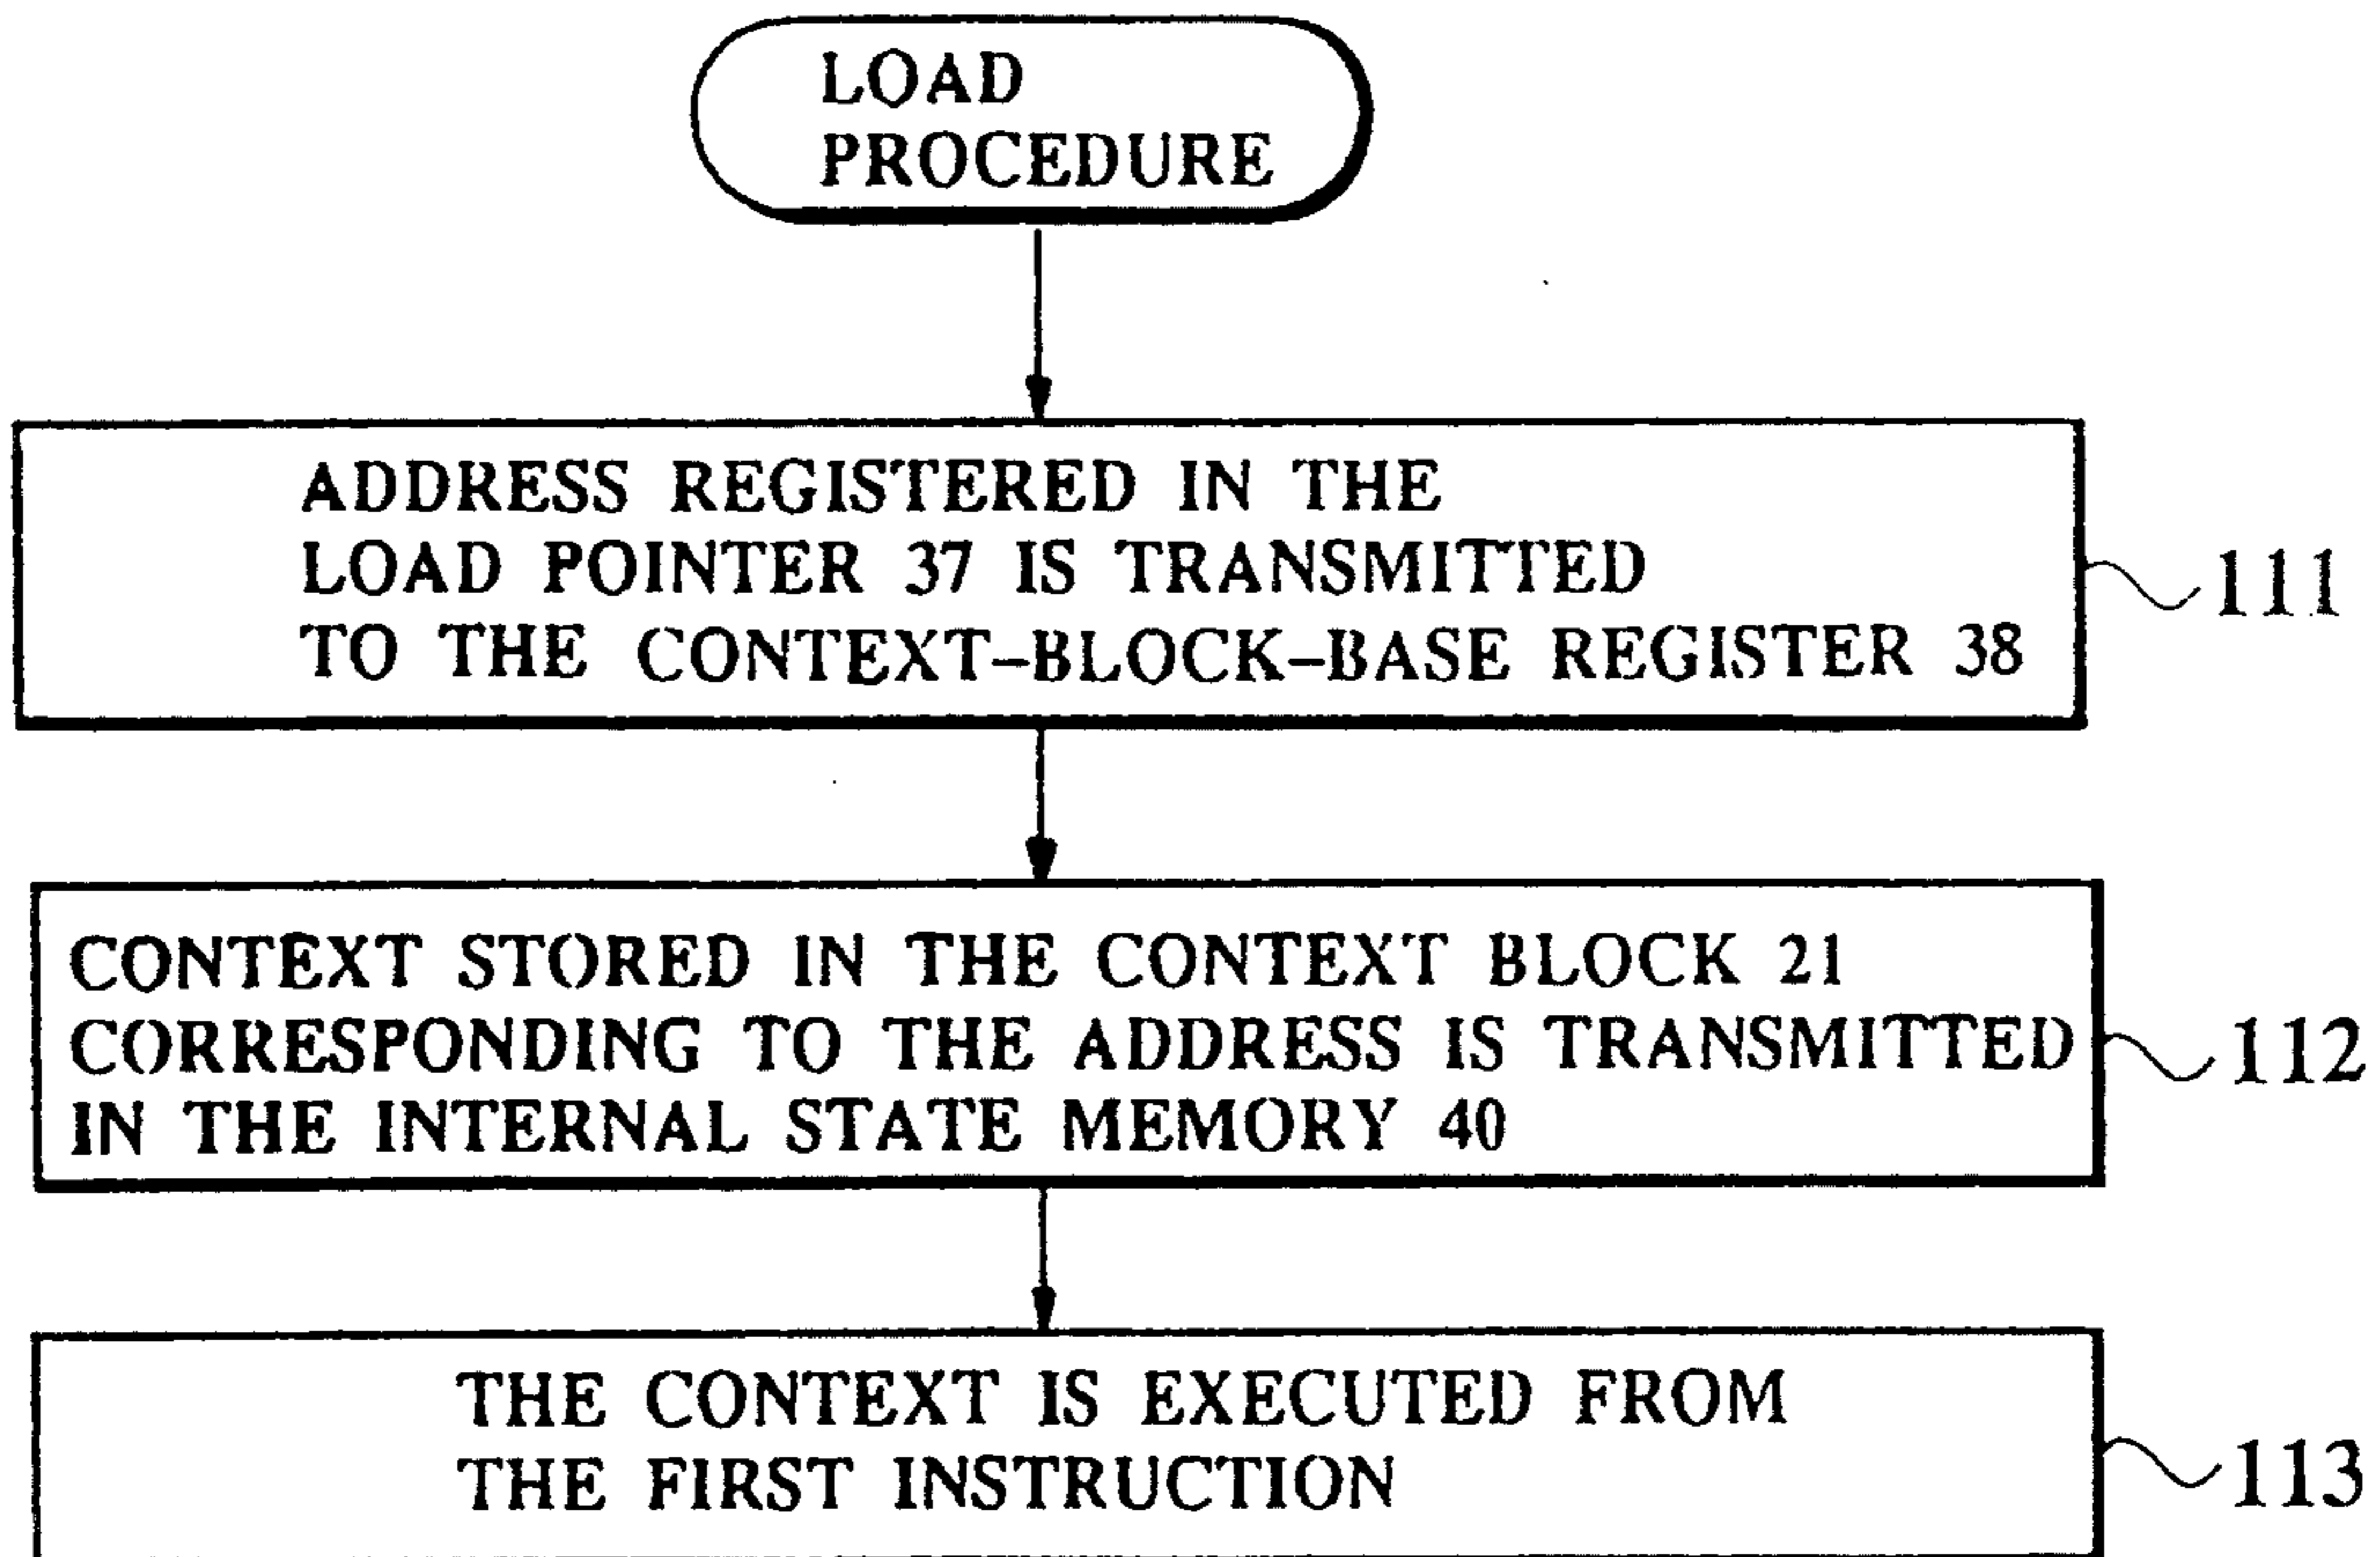 LOAD
PROCEDURE
ADDRESS REGISTERED IN THE
LOAD POINTER 37 IS TRANSMITTED
TO THE CONTEXT–BLOCK–BASE REGISTER 38
111
CONTEXT STORED IN THE CONTEXT BLOCK 21
CORRESPONDING TO THE ADDRESS IS TRANSMITTED
IN THE INTERNAL STATE MEMORY 40
112
THE CONTEXT IS EXECUTED FROM
THE FIRST INSTRUCTION
113